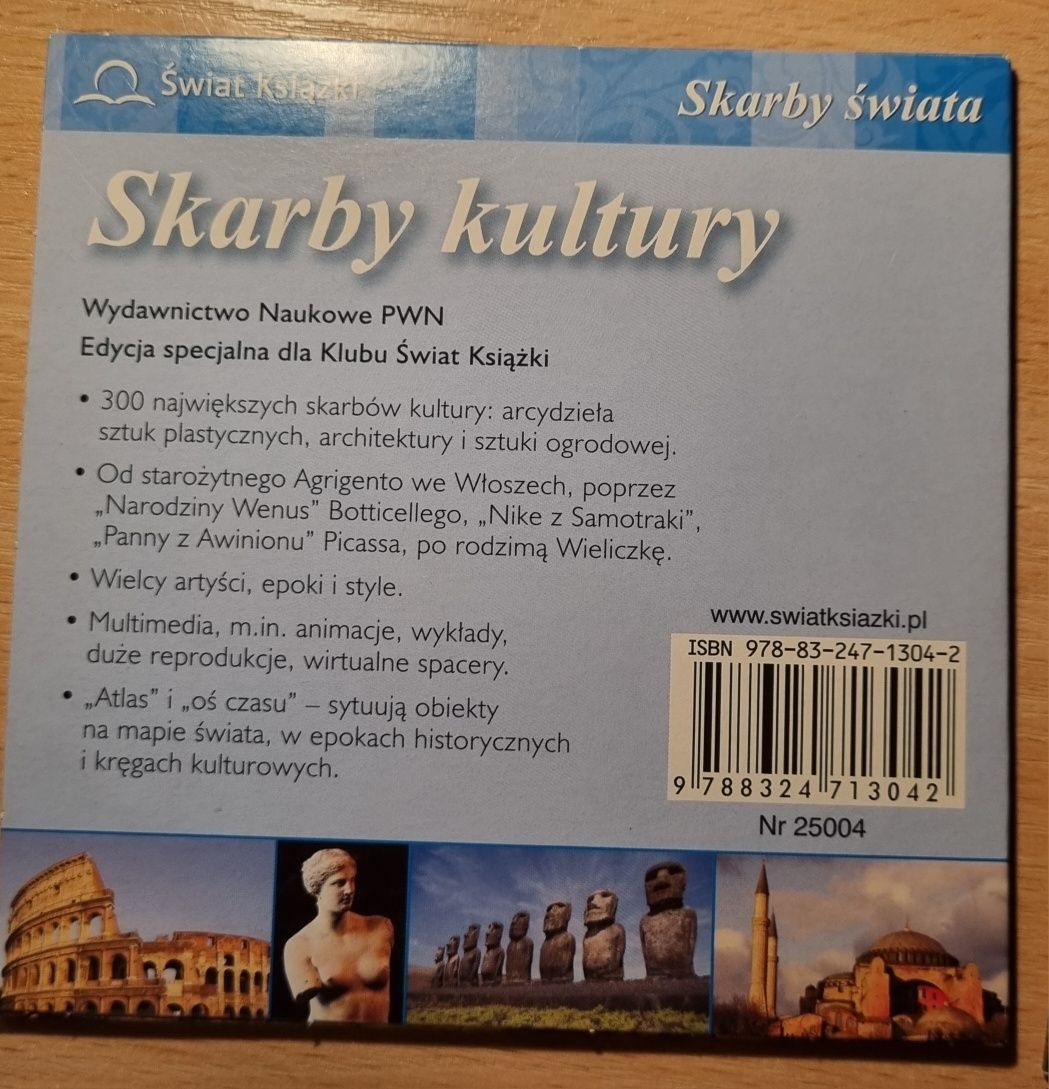 Świat Książki
Skarby świata
Skarby kultury
Wydawnictwo Naukowe PWN
Edycja specjalna dla Klubu Świat Książki
• 300 największych skarbów kultury: arcydzieła
sztuk plastycznych, architektury i sztuki ogrodowej.
• Od starożytnego Agrigento we Włoszech, poprzez
„Narodziny Wenus” Botticellego, „Nike z Samotraki”,
„Panny z Awinionu” Picassa, po rodzimą Wieliczkę.
• Wielcy artyści, epoki i style.
• Multimedia, m.in. animacje, wykłady,
duże reprodukcje, wirtualne spacery.
• „Atlas” i „oś czasu” – sytuują obiekty
na mapie świata, w epokach historycznych
i kręgach kulturowych.
www.swiatksiazki.pl
ISBN 978-83-247-1304-2
9 788324 713042
Nr 25004